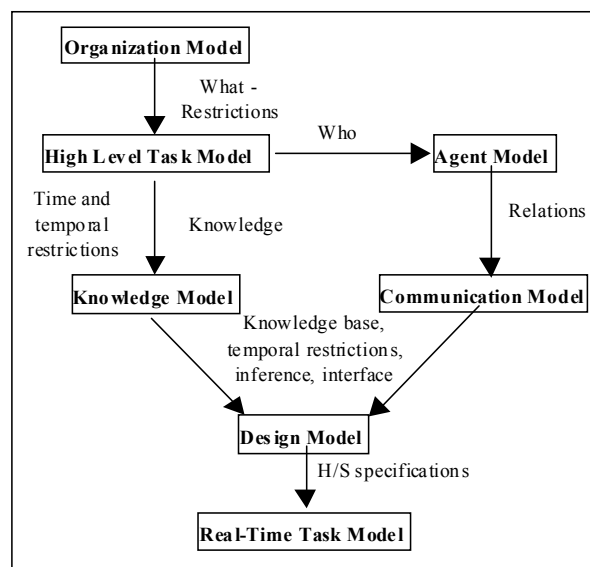 Organization Model
What -
Restrictions
Who
High Level Task Model
Agent Model
Time and
temporal
restrictions
Knowledge
Relations
Knowledge Model
Communication Model
Knowledge base,
temporal restrictions,
inference, interface
Design Model
H/S specifications
Real-Time Task Model